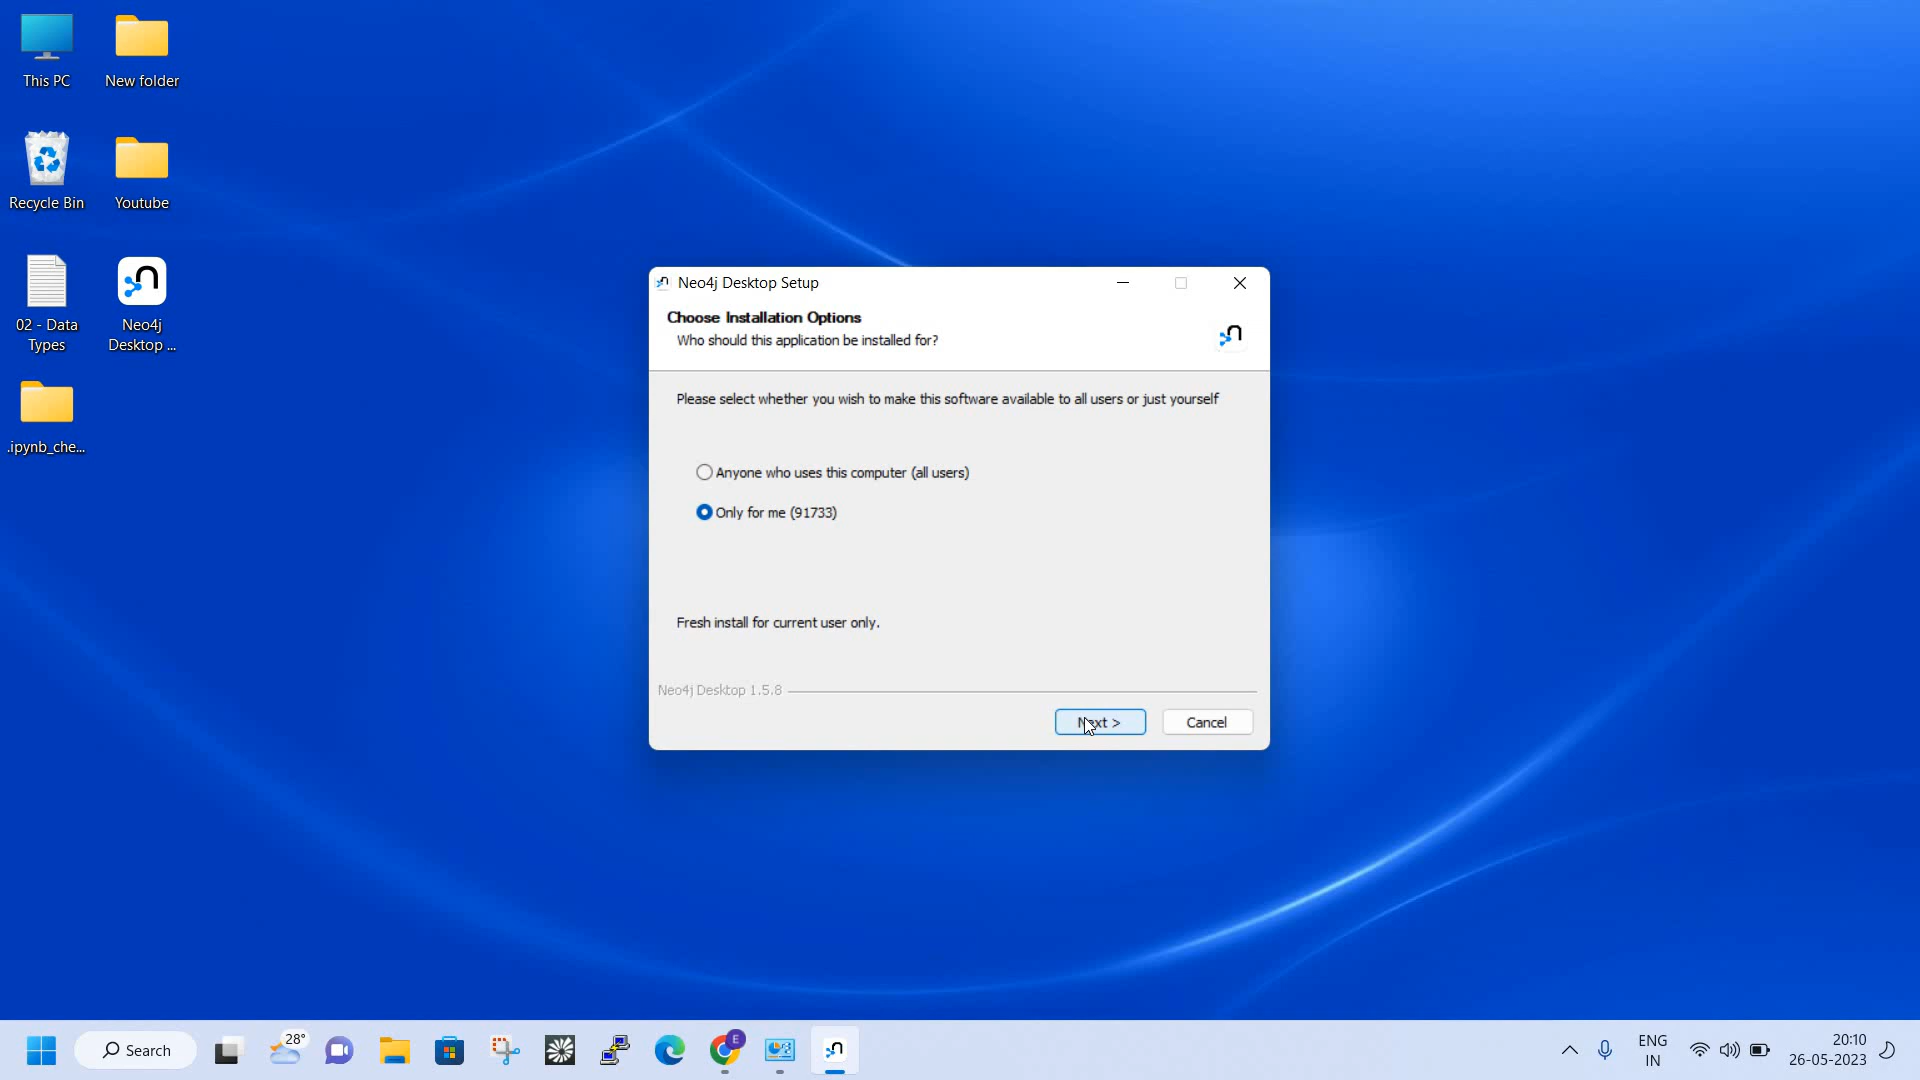 This PC
New folder
Recycle Bin
Youtube
02 - Data
Types
Neo4j
Desktop ...
.ipynb_che...
Neo4j Desktop Setup
Choose Installation Options
Who should this application be installed for?
Please select whether you wish to make this software available to all users or just yourself
Anyone who uses this computer (all users)
Only for me (91733)
Fresh install for current user only.
Neo4j Desktop 1.5.8
Next >
Cancel
Search
28°
E
ENG
IN
20:10
26-05-2023